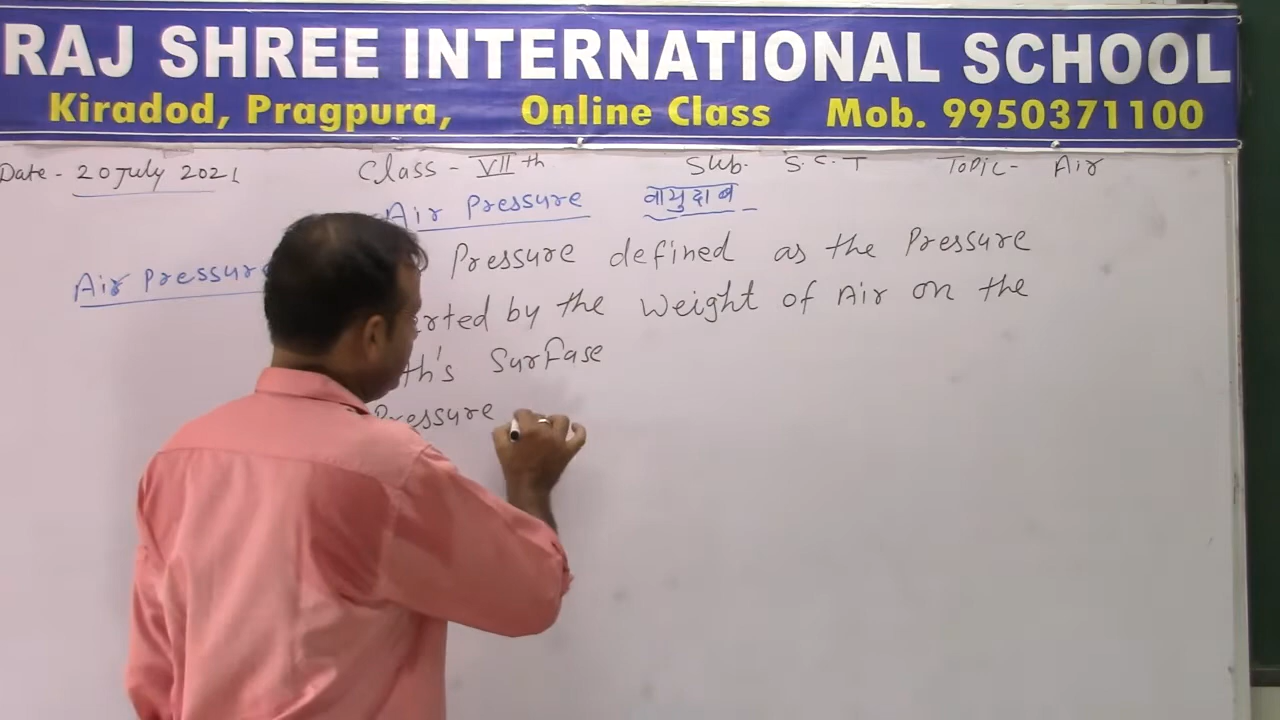 RAJ SHREE INTERNATIONAL SCHOOL
Kiradod, Pragpura, Online Class Mob. 9950371100
Date - 20 July 2021 Class - VII th Sub. S.S.T Topic - Air
Air Pressure वायुदाब
Air Pressure Pressure defined as the Pressure
erted by the Weight of Air on the
th's Surfase
Pressure